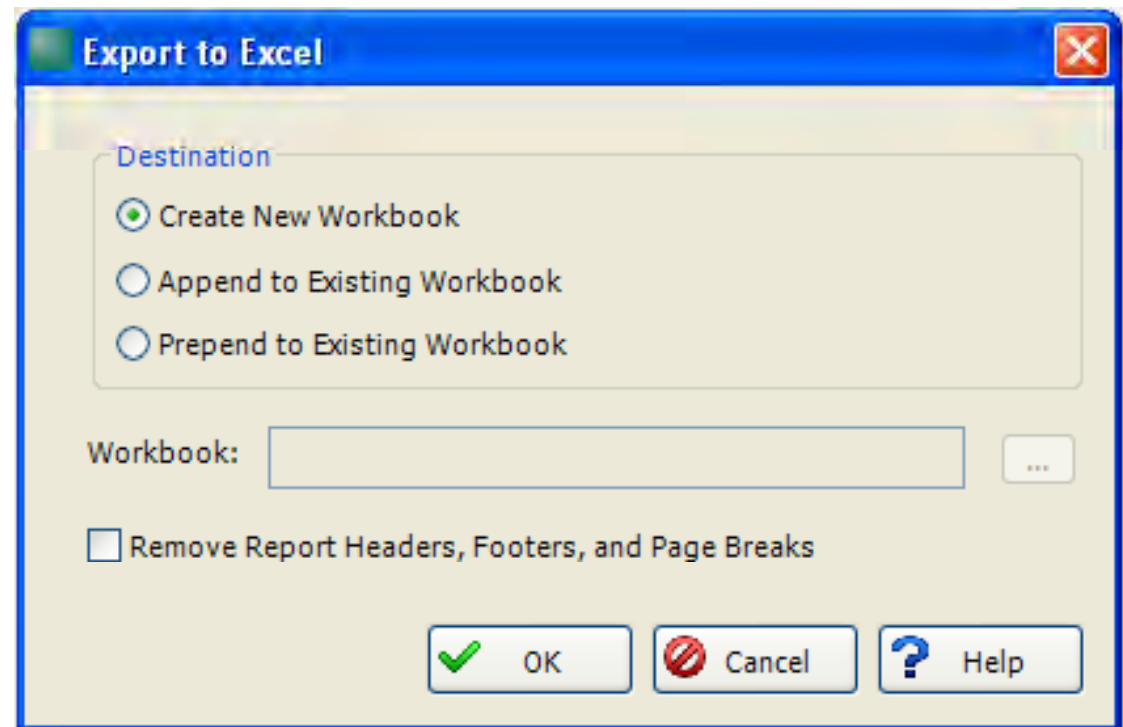 Export to Excel
Destination
Create New Workbook
Append to Existing Workbook
Prepend to Existing Workbook
Workbook:
...
Remove Report Headers, Footers, and Page Breaks
OK Cancel Help